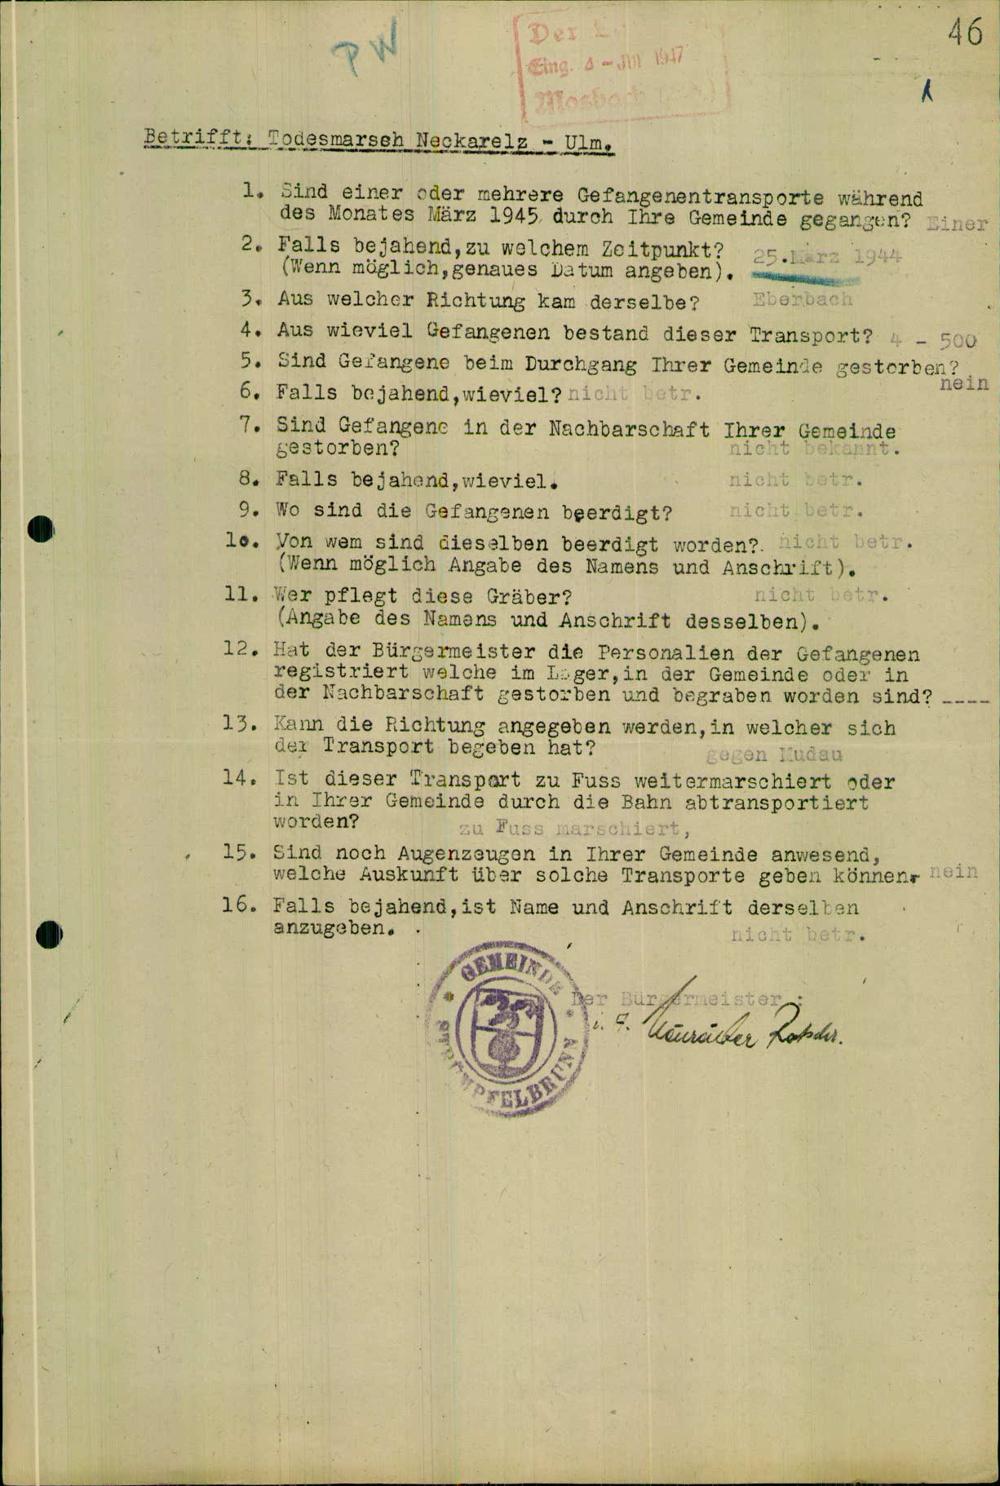 46
PW
Der L
Eing. 4 - JUL 1947
Mosbach
Betrifft: Todesmarsch Neckarelz - Ulm.
1. Sind einer oder mehrere Gefangenentransporte während
des Monates März 1945 durch Ihre Gemeinde gegangen? Einer
2. Falls bejahend,zu welchem Zeitpunkt? 25.März 1944
(Wenn möglich,genaues Datum angeben).
3. Aus welcher Richtung kam derselbe? Eberbach
4. Aus wieviel Gefangenen bestand dieser Transport? 4 - 500
5. Sind Gefangene beim Durchgang Ihrer Gemeinde gestorben?
nein
6. Falls bejahend,wieviel? nicht betr.
7. Sind Gefangene in der Nachbarschaft Ihrer Gemeinde
gestorben? nicht bekannt.
8. Falls bejahend,wieviel. nicht betr.
9. Wo sind die Gefangenen beerdigt? nicht betr.
1o. Von wem sind dieselben beerdigt worden?. nicht betr.
(Wenn möglich Angabe des Namens und Anschrift).
11. Wer pflegt diese Gräber? nicht betr.
(Angabe des Namens und Anschrift desselben).
12. Hat der Bürgermeister die Personalien der Gefangenen
registriert welche im Lager,in der Gemeinde oder in
der Nachbarschaft gestorben und begraben worden sind? ----
13. Kann die Richtung angegeben werden,in welcher sich
der Transport begeben hat? gegen Mudau
14. Ist dieser Transport zu Fuss weitermarschiert oder
in Ihrer Gemeinde durch die Bahn abtransportiert
worden? zu Fuss marschiert,
15. Sind noch Augenzeugen in Ihrer Gemeinde anwesend,
welche Auskunft über solche Transporte geben können. nein
16. Falls bejahend,ist Name und Anschrift derselben
anzugeben. nicht betr.
GEMEINDE STRÜMPFELBRUNN
Der Bürgermeister :